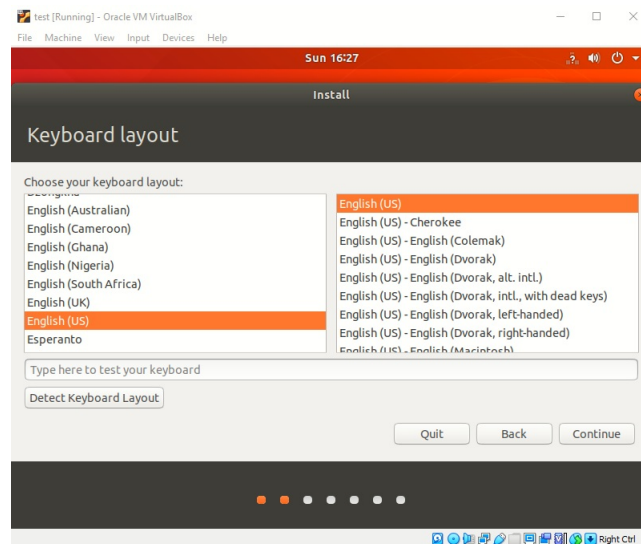 test [Running] - Oracle VM VirtualBox
File Machine View Input Devices Help
Sun 16:27
Install
Keyboard layout
Choose your keyboard layout:
English (Australian)
English (Cameroon)
English (Ghana)
English (Nigeria)
English (South Africa)
English (UK)
English (US)
Esperanto
English (US)
English (US) - Cherokee
English (US) - English (Colemak)
English (US) - English (Dvorak)
English (US) - English (Dvorak, alt. intl.)
English (US) - English (Dvorak, intl., with dead keys)
English (US) - English (Dvorak, left-handed)
English (US) - English (Dvorak, right-handed)
English (US) - English (Macintosh)
Type here to test your keyboard
Detect Keyboard Layout
Quit Back Continue
Right Ctrl